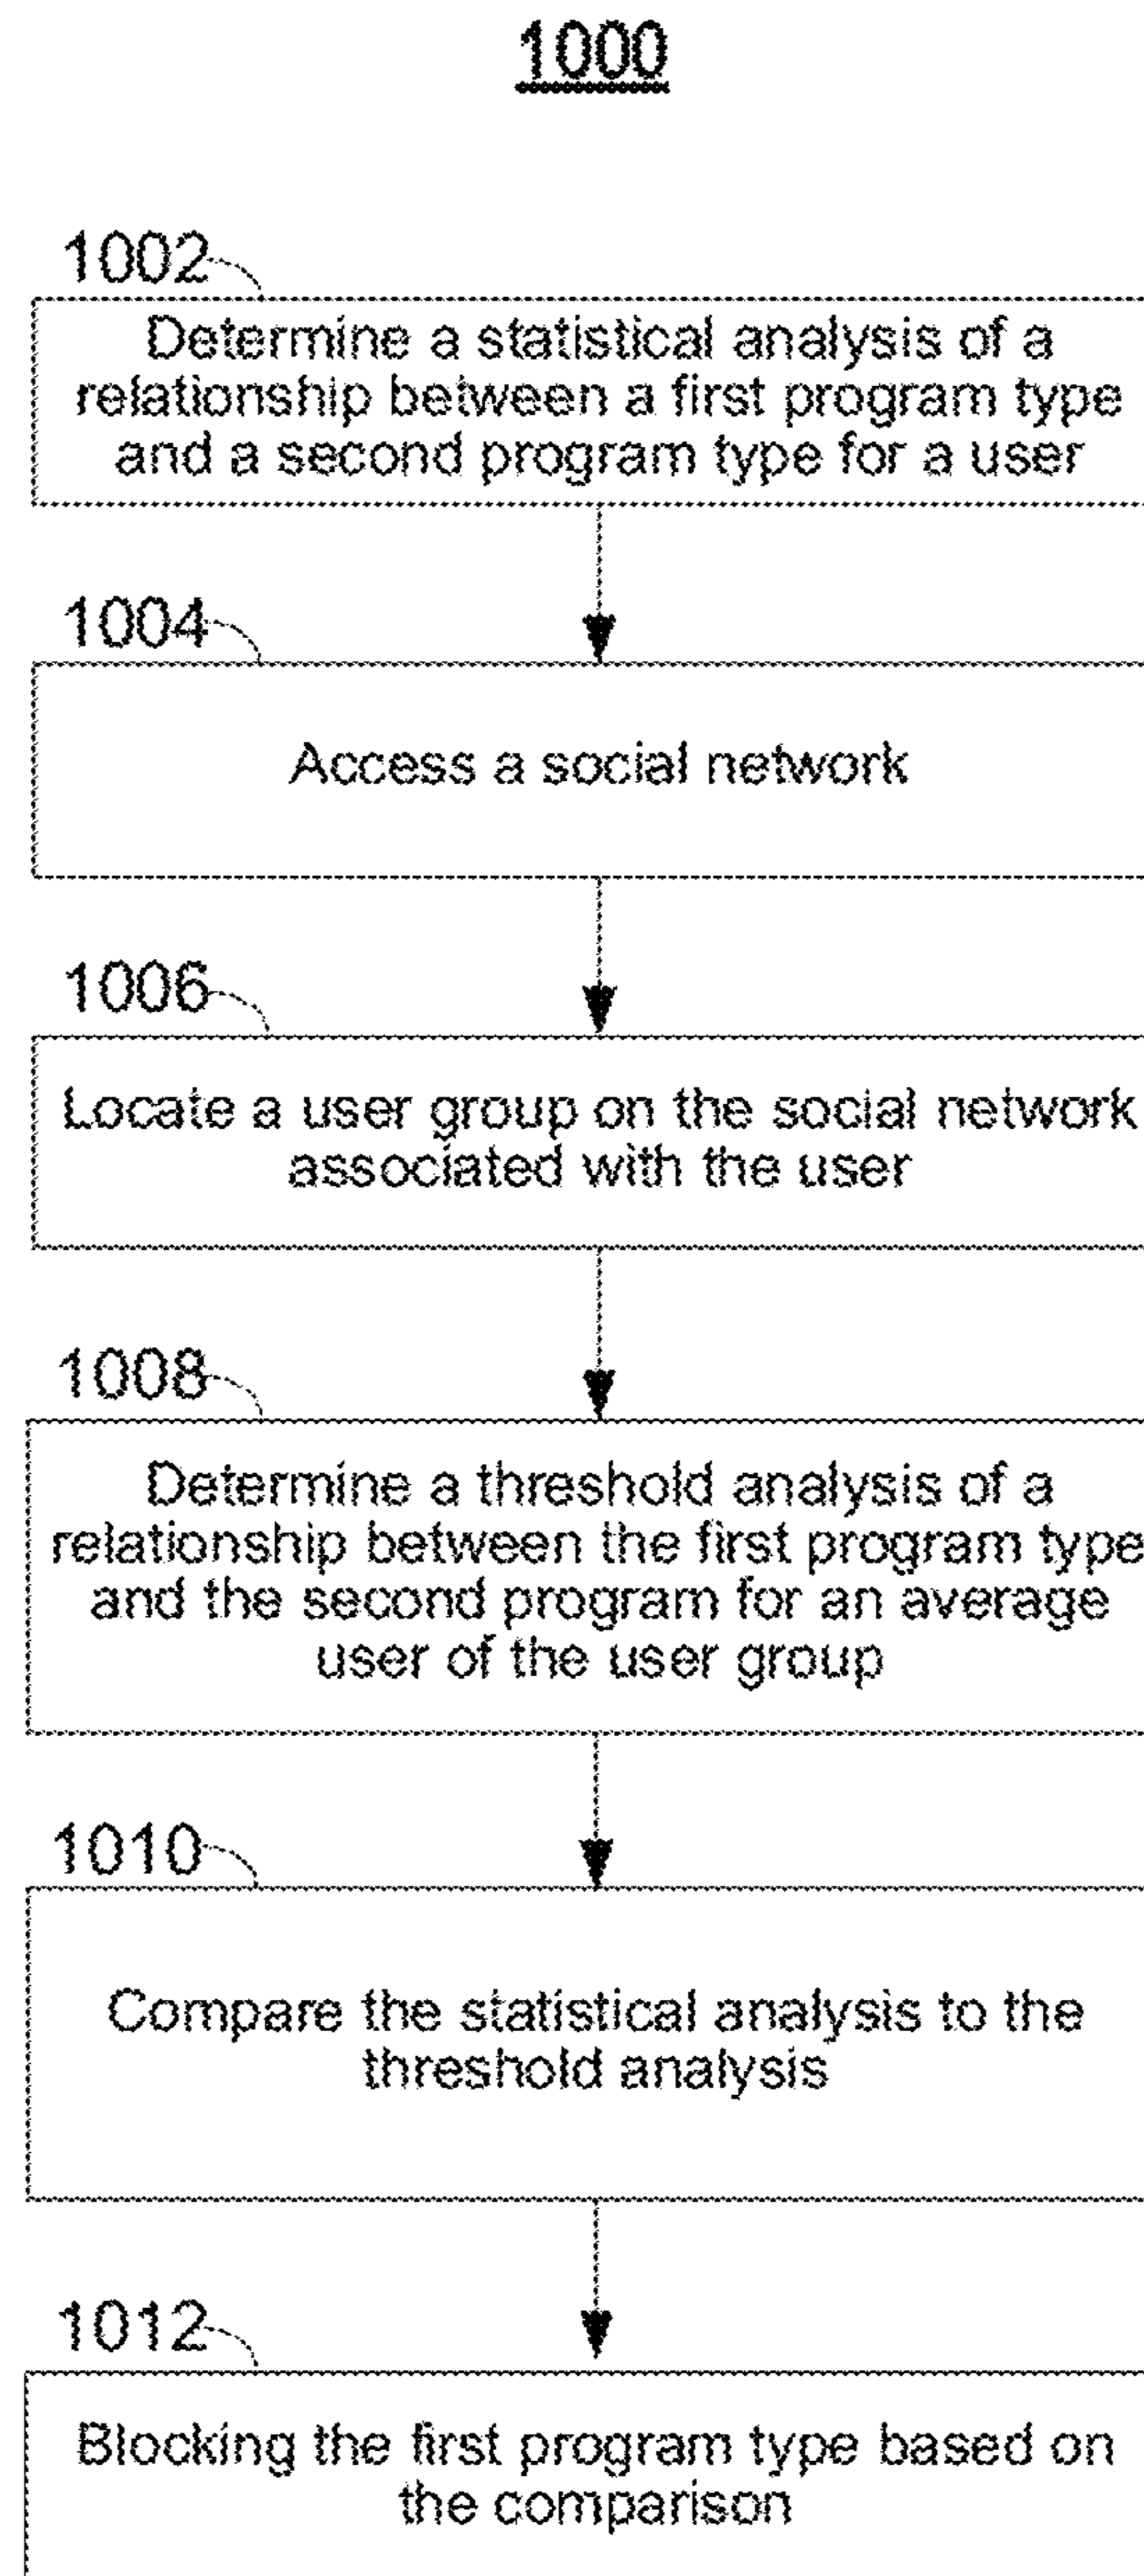 1000
1002
Determine a statistical analysis of a
relationship between a first program type
and a second program type for a user
1004
Access a social network
1006
Locate a user group on the social network
associated with the user
1008
Determine a threshold analysis of a
relationship between the first program type
and the second program for an average
user of the user group
1010
Compare the statistical analysis to the
threshold analysis
1012
Blocking the first program type based on
the comparison